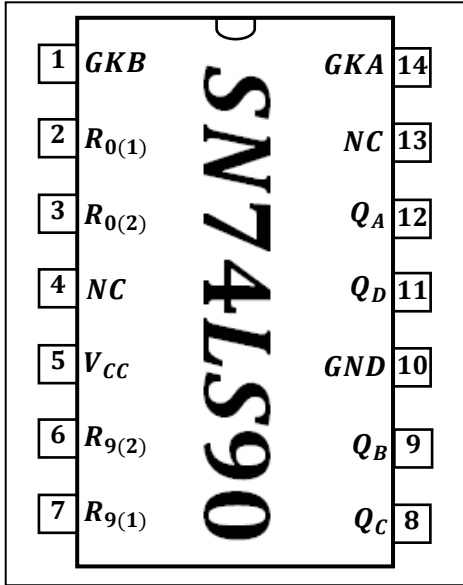 1 GKB
GKA 14
2 R0(1)
NC 13
3 R0(2)
QA 12
4 NC
QD 11
5 VCC
GND 10
6 R9(2)
QB 9
7 R9(1)
QC 8
SN74LS90